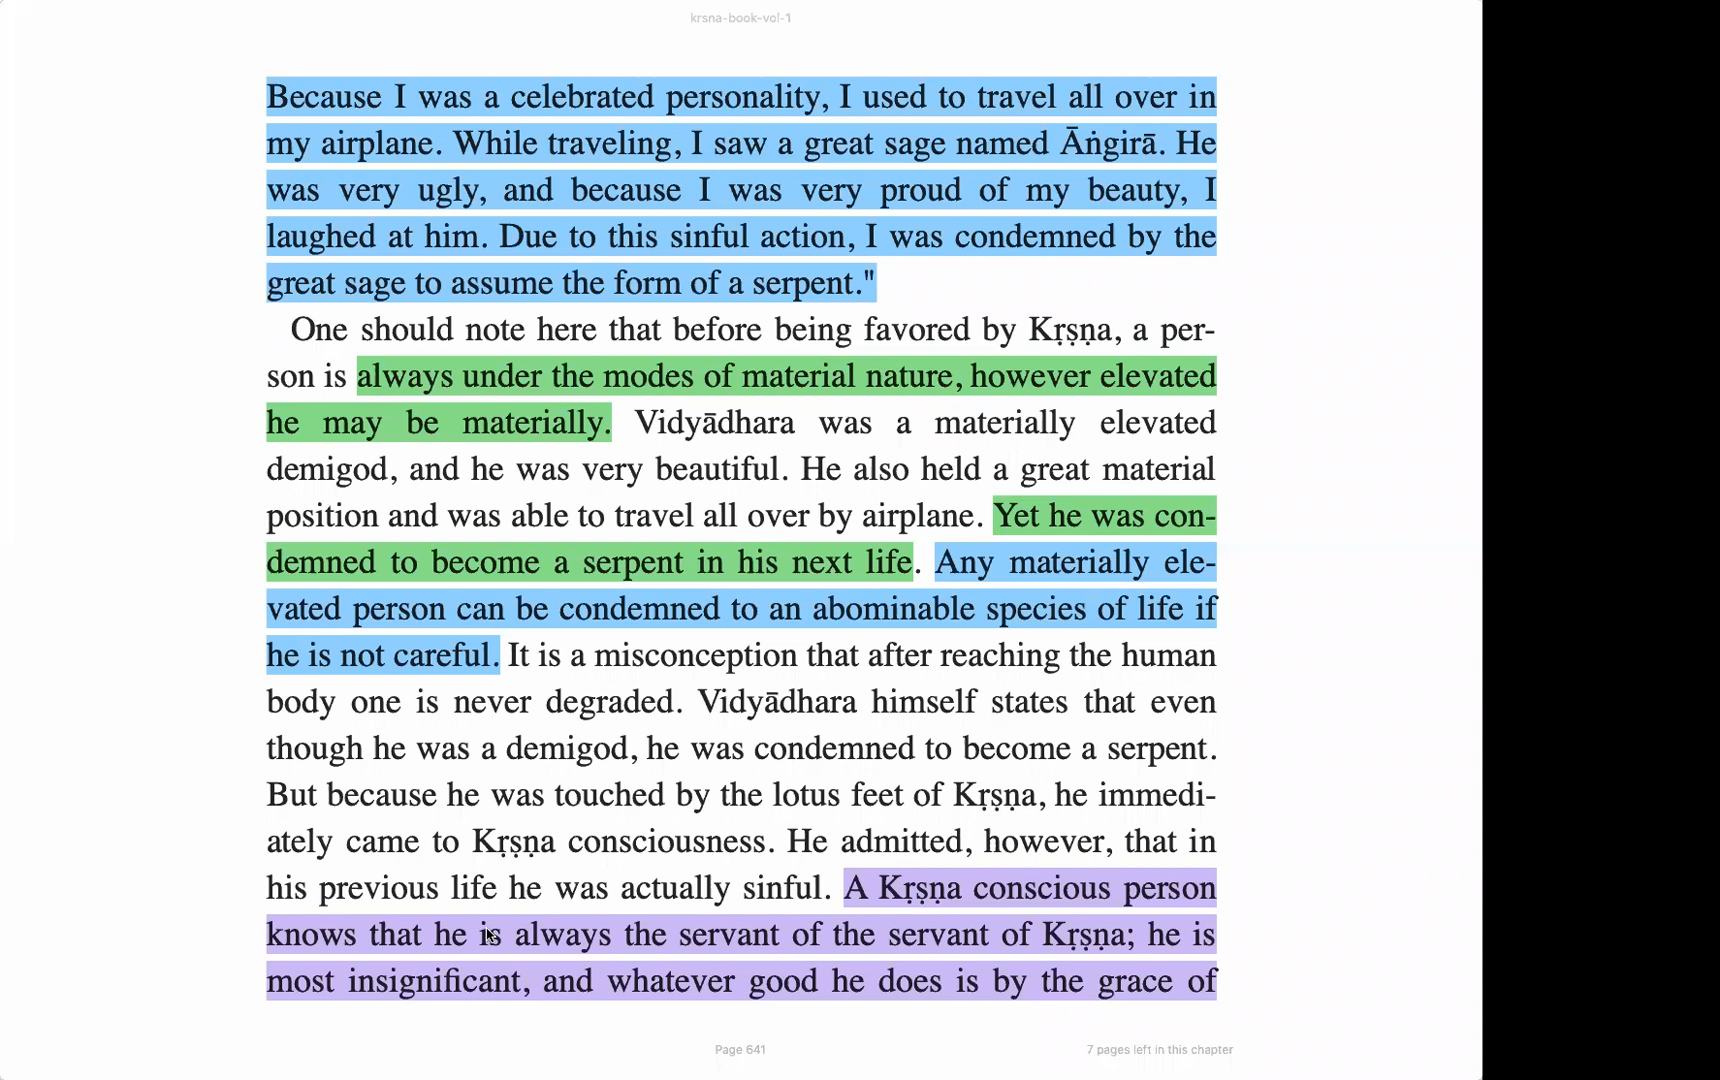 krsna-book-vol-1
Because I was a celebrated personality, I used to travel all over in
my airplane. While traveling, I saw a great sage named Āṅgirā. He
was very ugly, and because I was very proud of my beauty, I
laughed at him. Due to this sinful action, I was condemned by the
great sage to assume the form of a serpent."
One should note here that before being favored by Kṛṣṇa, a per-
son is always under the modes of material nature, however elevated
he may be materially. Vidyādhara was a materially elevated
demigod, and he was very beautiful. He also held a great material
position and was able to travel all over by airplane. Yet he was con-
demned to become a serpent in his next life. Any materially ele-
vated person can be condemned to an abominable species of life if
he is not careful. It is a misconception that after reaching the human
body one is never degraded. Vidyādhara himself states that even
though he was a demigod, he was condemned to become a serpent.
But because he was touched by the lotus feet of Kṛṣṇa, he immedi-
ately came to Kṛṣṇa consciousness. He admitted, however, that in
his previous life he was actually sinful. A Kṛṣṇa conscious person
knows that he is always the servant of the servant of Kṛṣṇa; he is
most insignificant, and whatever good he does is by the grace of
Page 641
7 pages left in this chapter